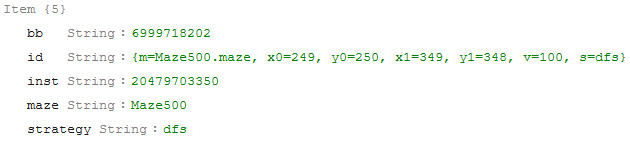 Item {5}
bb String : 6999718202
id String : {m=Maze500.maze, x0=249, y0=250, x1=349, y1=348, v=100, s=dfs}
inst String : 20479703350
maze String : Maze500
strategy String : dfs